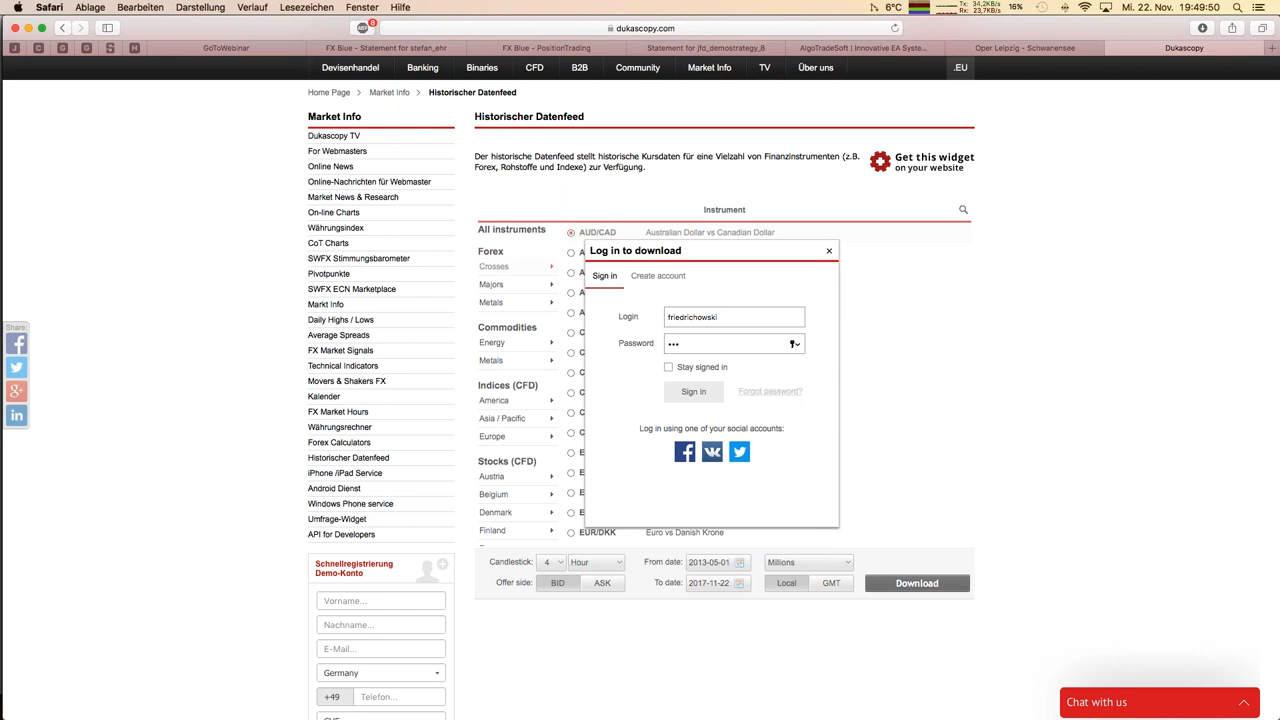 Safari Ablage Bearbeiten Darstellung Verlauf Lesezeichen Fenster Hilfe 6°C Tx: 34,2KB/s Rx: 23,7KB/s 16% Mi. 22. Nov. 19:49:50
8 dukascopy.com
J C G G S H GoToWebinar FX Blue - Statement for stefan_ehr FX Blue - PositionTrading Statement for jfd_demostrategy_8 AlgoTradeSoft | Innovative EA Syste... Oper Leipzig - Schwanensee Dukascopy
Devisenhandel Banking Binaries CFD B2B Community Market Info TV Über uns .EU
Home Page > Market Info > Historischer Datenfeed
Market Info
Dukascopy TV
For Webmasters
Online News
Online-Nachrichten für Webmaster
Market News & Research
On-line Charts
Währungsindex
CoT Charts
SWFX Stimmungsbarometer
Pivotpunkte
SWFX ECN Marketplace
Markt Info
Daily Highs / Lows
Average Spreads
FX Market Signals
Technical Indicators
Movers & Shakers FX
Kalender
FX Market Hours
Währungsrechner
Forex Calculators
Historischer Datenfeed
iPhone /iPad Service
Android Dienst
Windows Phone service
Umfrage-Widget
API for Developers
Share:
Schnellregistrierung
Demo-Konto
Vorname...
Nachname...
E-Mail...
Germany
+49 Telefon...
Historischer Datenfeed
Der historische Datenfeed stellt historische Kursdaten für eine Vielzahl von Finanzinstrumenten (z.B.
Forex, Rohstoffe und Indexe) zur Verfügung.
Get this widget
on your website
Instrument
All instruments
Forex
Crosses
Majors
Metals
Commodities
Energy
Metals
Indices (CFD)
America
Asia / Pacific
Europe
Stocks (CFD)
Austria
Belgium
Denmark
Finland
AUD/CAD Australian Dollar vs Canadian Dollar
Log in to download ×
Sign in Create account
Login friedrichowski
Password •••
Stay signed in
Sign in Forgot password?
Log in using one of your social accounts:
EUR/DKK Euro vs Danish Krone
Candlestick: 4 Hour From date: 2013-05-01 Millions
Offer side: BID ASK To date: 2017-11-22 Local GMT Download
Chat with us